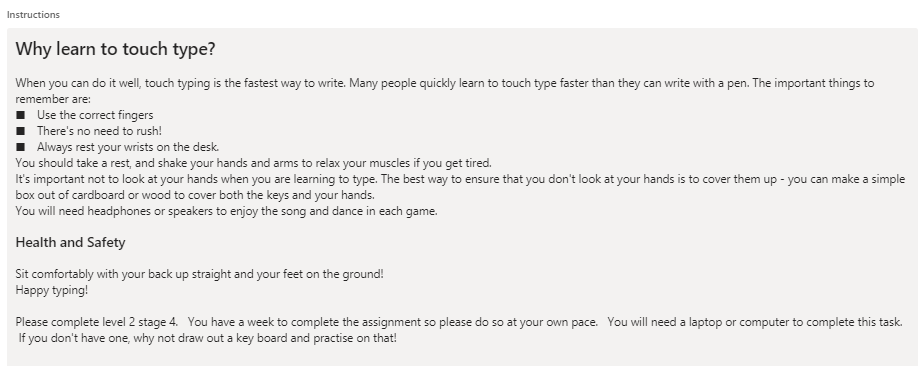 Instructions
Why learn to touch type?
When you can do it well, touch typing is the fastest way to write. Many people quickly learn to touch type faster than they can write with a pen. The important things to
remember are:
■ Use the correct fingers
■ There's no need to rush!
■ Always rest your wrists on the desk.
You should take a rest, and shake your hands and arms to relax your muscles if you get tired.
It's important not to look at your hands when you are learning to type. The best way to ensure that you don't look at your hands is to cover them up - you can make a simple
box out of cardboard or wood to cover both the keys and your hands.
You will need headphones or speakers to enjoy the song and dance in each game.
Health and Safety
Sit comfortably with your back up straight and your feet on the ground!
Happy typing!
Please complete level 2 stage 4.   You have a week to complete the assignment so please do so at your own pace.   You will need a laptop or computer to complete this task.
If you don't have one, why not draw out a key board and practise on that!